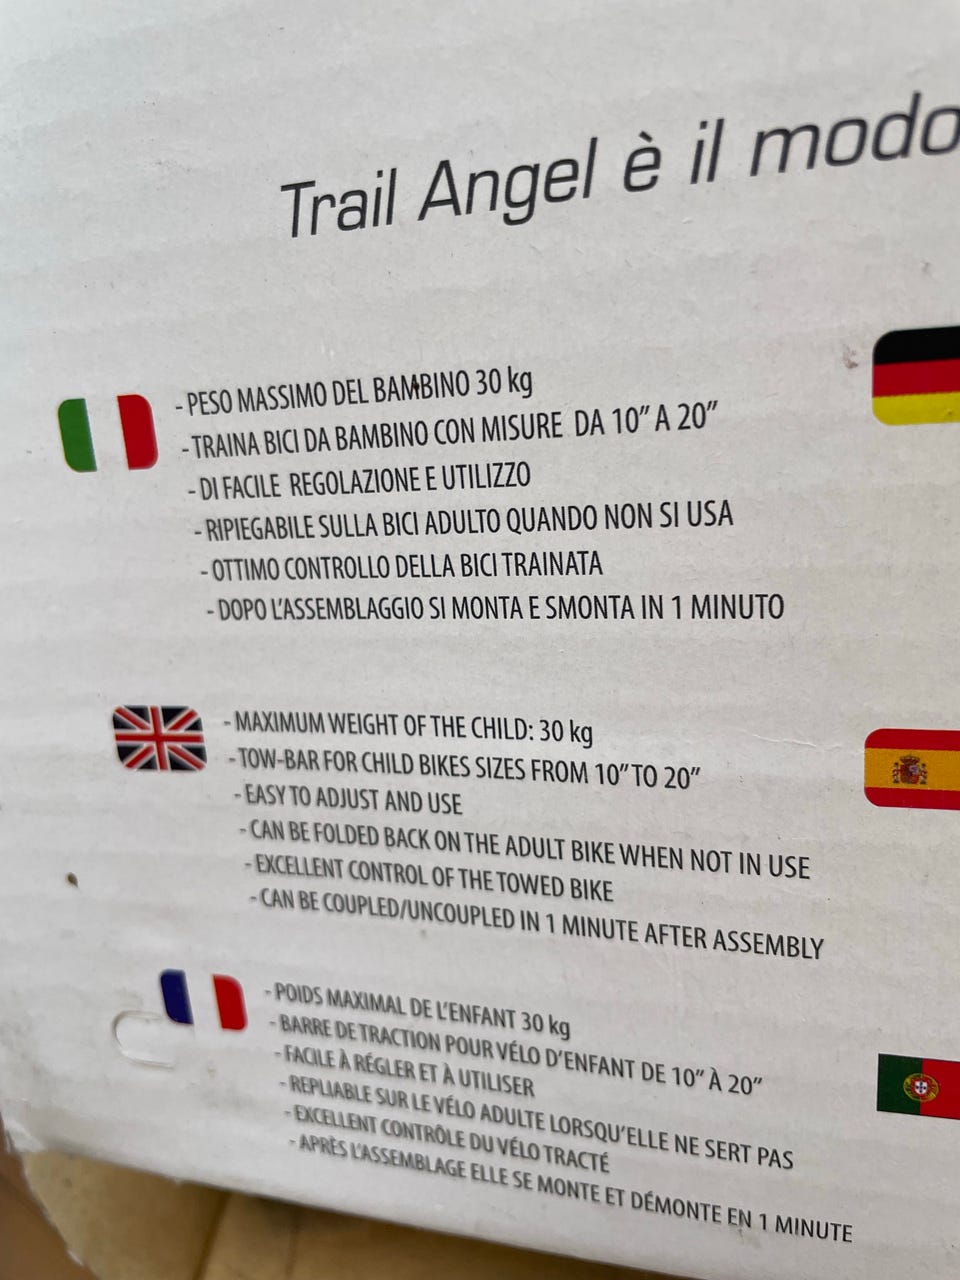 Trail Angel è il modo
- PESO MASSIMO DEL BAMBINO 30 kg
- TRAINA BICI DA BAMBINO CON MISURE DA 10” A 20”
- DI FACILE REGOLAZIONE E UTILIZZO
- RIPIEGABILE SULLA BICI ADULTO QUANDO NON SI USA
- OTTIMO CONTROLLO DELLA BICI TRAINATA
- DOPO L’ASSEMBLAGGIO SI MONTA E SMONTA IN 1 MINUTO
- MAXIMUM WEIGHT OF THE CHILD: 30 kg
- TOW-BAR FOR CHILD BIKES SIZES FROM 10” TO 20”
- EASY TO ADJUST AND USE
- CAN BE FOLDED BACK ON THE ADULT BIKE WHEN NOT IN USE
- EXCELLENT CONTROL OF THE TOWED BIKE
- CAN BE COUPLED/UNCOUPLED IN 1 MINUTE AFTER ASSEMBLY
- POIDS MAXIMAL DE L’ENFANT 30 kg
- BARRE DE TRACTION POUR VÉLO D’ENFANT DE 10” À 20”
- FACILE À RÉGLER ET À UTILISER
- REPLIABLE SUR LE VÉLO ADULTE LORSQU’ELLE NE SERT PAS
- EXCELLENT CONTRÔLE DU VÉLO TRACTÉ
- APRÈS L’ASSEMBLAGE ELLE SE MONTE ET DÉMONTE EN 1 MINUTE